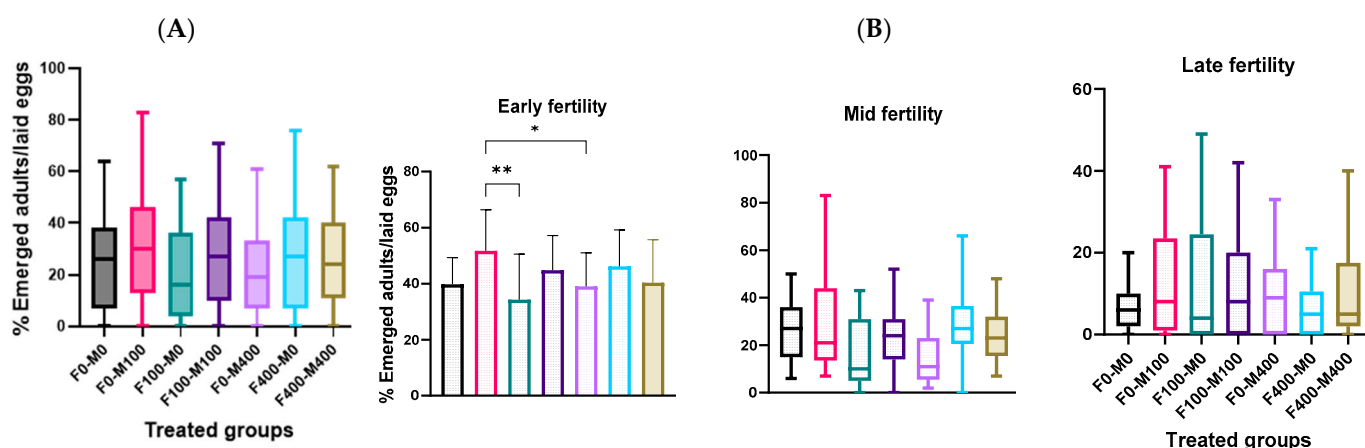 (A)
% Emerged adults/laid eggs
100
80
60
40
20
0
F0-M0
F0-M100
F100-M0
F100-M100
F0-M400
F400-M0
F400-M400
Treated groups
Early fertility
% Emerged adults/laid eggs
80
60
40
20
0
*
**
(B)
Mid fertility
100
80
60
40
20
0
Late fertility
60
40
20
0
F0-M0
F0-M100
F100-M0
F100-M100
F0-M400
F400-M0
F400-M400
Treated groups